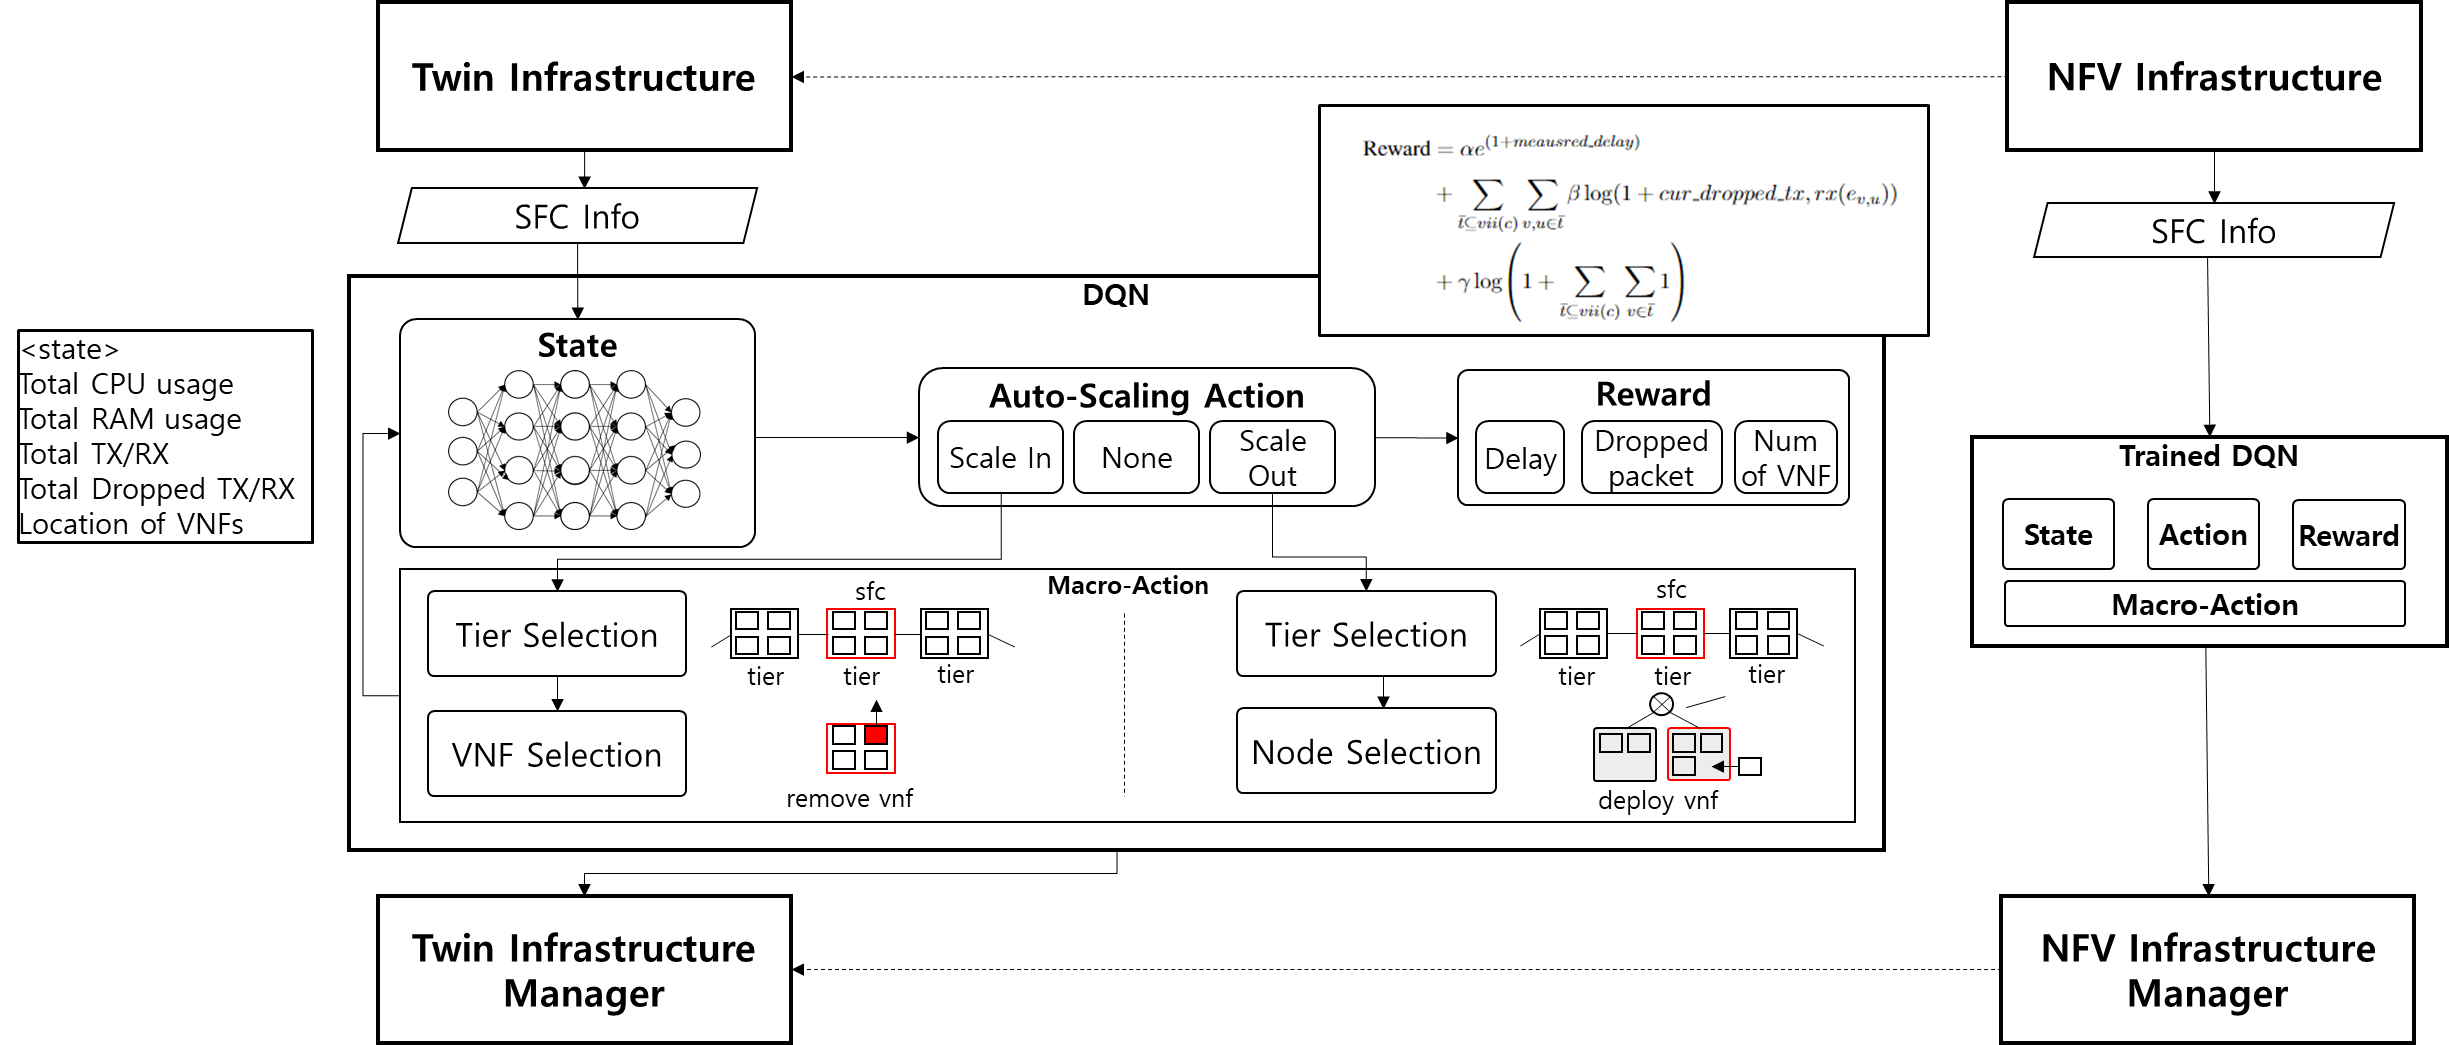 Twin Infrastructure
NFV Infrastructure
Reward = αe^(1+meausred_delay)
+ ∑_{t̄⊆vii(c)} ∑_{v,u∈t̄} β log(1 + cur_dropped_tx, rx(e_{v,u}))
+ γ log(1 + ∑_{t̄⊆vii(c)} ∑_{v∈t̄} 1)
SFC Info
SFC Info
DQN
<state>
Total CPU usage
Total RAM usage
Total TX/RX
Total Dropped TX/RX
Location of VNFs
State
Auto-Scaling Action
Scale In
None
Scale
Out
Reward
Delay
Dropped
packet
Num
of VNF
Trained DQN
State
Action
Reward
Macro-Action
Macro-Action
Tier Selection
VNF Selection
sfc
tier
tier
tier
remove vnf
Tier Selection
Node Selection
sfc
tier
tier
tier
deploy vnf
Twin Infrastructure
Manager
NFV Infrastructure
Manager